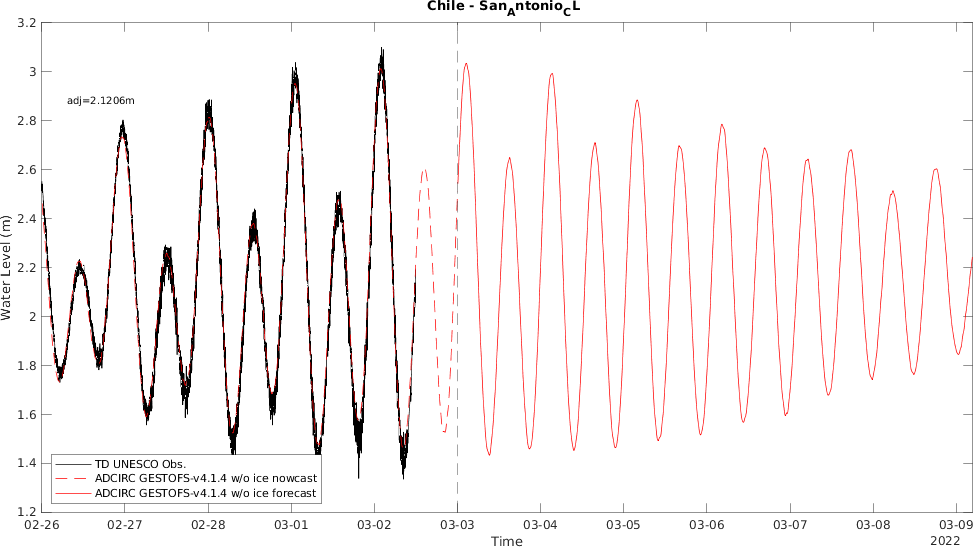 Chile - SanAntonioCL
3.2
3
2.8
2.6
2.4
2.2
2
1.8
1.6
1.4
1.2
Water Level (m)
adj=2.1206m
TD UNESCO Obs.
ADCIRC GESTOFS-v4.1.4 w/o ice nowcast
ADCIRC GESTOFS-v4.1.4 w/o ice forecast
02-26 02-27 02-28 03-01 03-02 03-03 03-04 03-05 03-06 03-07 03-08 03-09
Time
2022